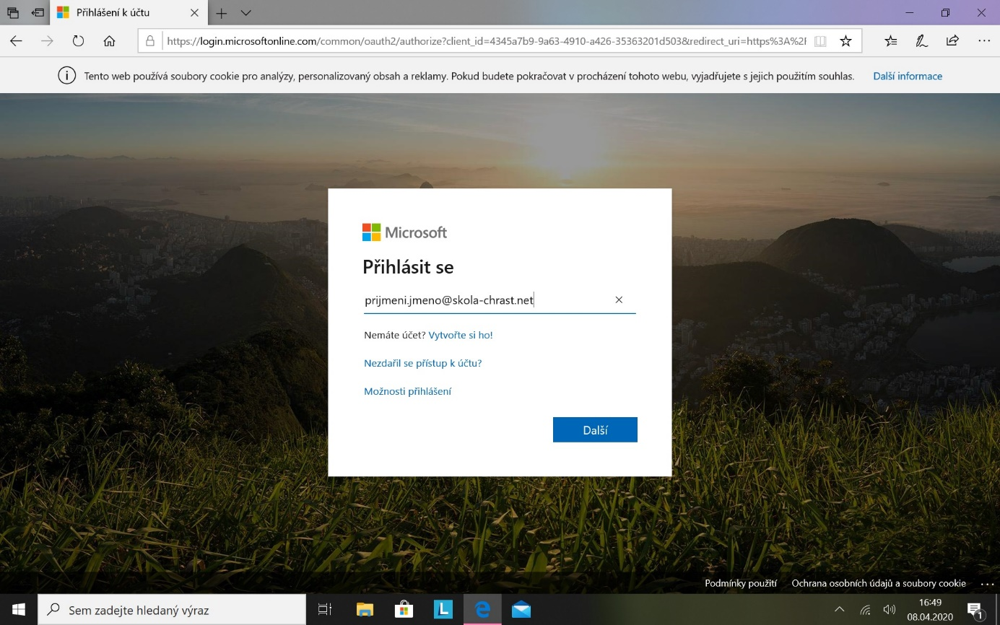 Přihlášení k účtu
https://login.microsoftonline.com/common/oauth2/authorize?client_id=4345a7b9-9a63-4910-a426-35363201d503&redirect_uri=https%3A%2F
Tento web používá soubory cookie pro analýzy, personalizovaný obsah a reklamy. Pokud budete pokračovat v procházení tohoto webu, vyjadřujete s jejich použitím souhlas. Další informace
Microsoft
Přihlásit se
prijmeni.jmeno@skola-chrast.net
Nemáte účet? Vytvořte si ho!
Nezdařil se přístup k účtu?
Možnosti přihlášení
Další
Podmínky použití Ochrana osobních údajů a soubory cookie ...
Sem zadejte hledaný výraz
L
16:49
08.04.2020
1